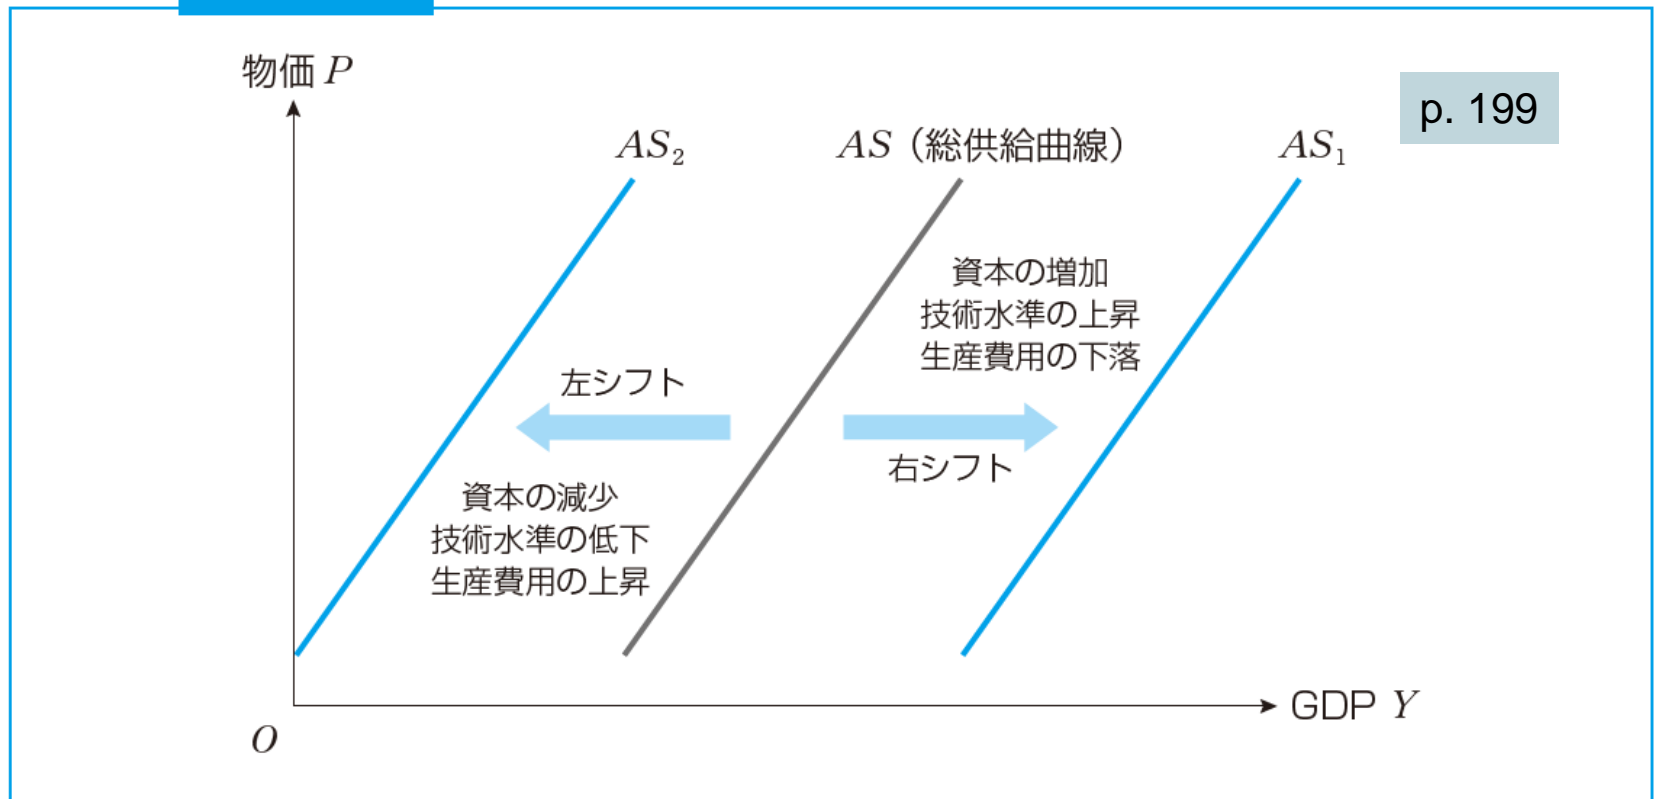 物価 P
p. 199
AS2
AS（総供給曲線）
AS1
資本の増加
技術水準の上昇
生産費用の下落
左シフト
右シフト
資本の減少
技術水準の低下
生産費用の上昇
GDP Y
O